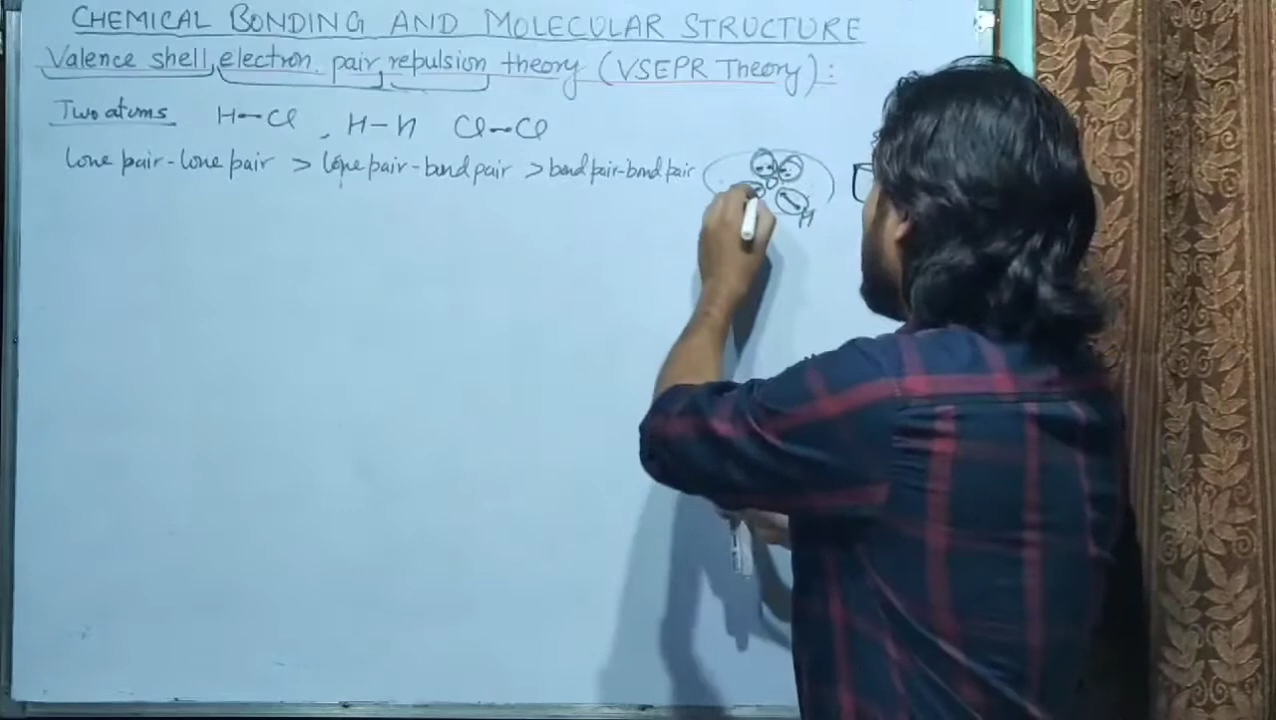 CHEMICAL BONDING AND MOLECULAR STRUCTURE
Valence shell, electron pair repulsion theory (VSEPR Theory) :
Two atoms H-Cl , H-H Cl-Cl
lone pair-lone pair > lone pair-bond pair > bond pair-bond pair
O
H